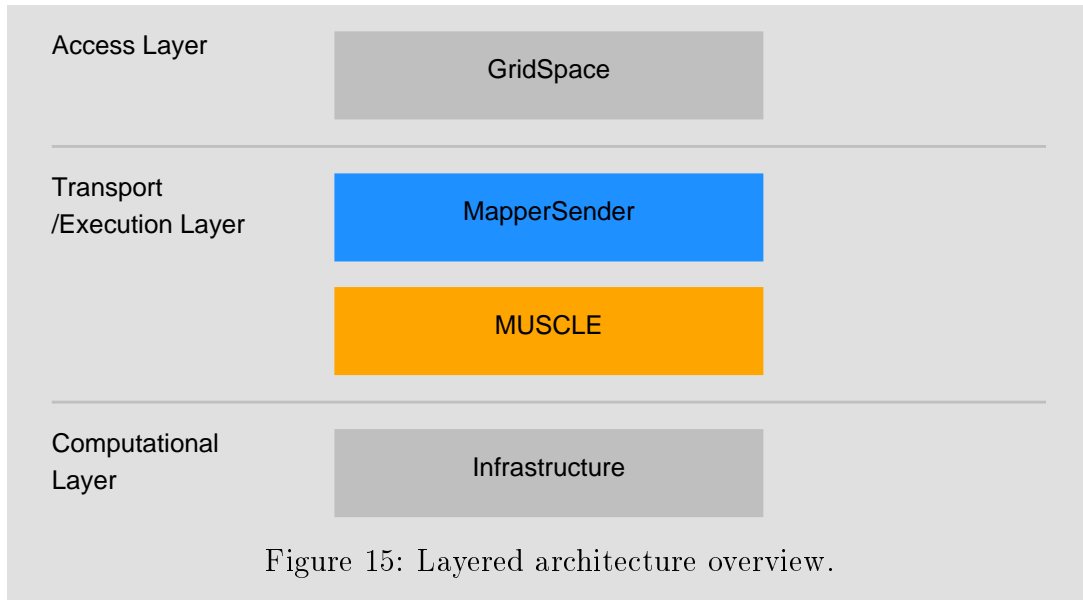 Access Layer
GridSpace
Transport
/Execution Layer
MapperSender
MUSCLE
Computational
Layer
Infrastructure
Figure 15: Layered architecture overview.